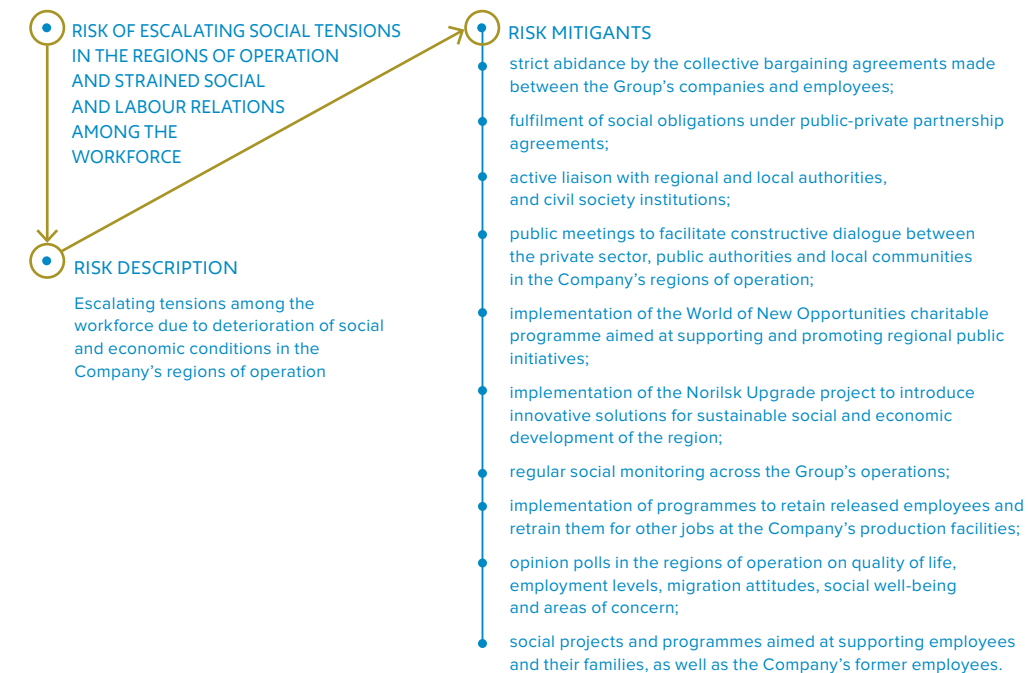 RISK OF ESCALATING SOCIAL TENSIONS
IN THE REGIONS OF OPERATION
AND STRAINED SOCIAL
AND LABOUR RELATIONS
AMONG THE
WORKFORCE
RISK DESCRIPTION
Escalating tensions among the
workforce due to deterioration of social
and economic conditions in the
Company's regions of operation
RISK MITIGANTS
strict abidance by the collective bargaining agreements made
between the Group's companies and employees;
fulfilment of social obligations under public-private partnership
agreements;
active liaison with regional and local authorities,
and civil society institutions;
public meetings to facilitate constructive dialogue between
the private sector, public authorities and local communities
in the Company's regions of operation;
implementation of the World of New Opportunities charitable
programme aimed at supporting and promoting regional public
initiatives;
implementation of the Norilsk Upgrade project to introduce
innovative solutions for sustainable social and economic
development of the region;
regular social monitoring across the Group's operations;
implementation of programmes to retain released employees and
retrain them for other jobs at the Company's production facilities;
opinion polls in the regions of operation on quality of life,
employment levels, migration attitudes, social well-being
and areas of concern;
social projects and programmes aimed at supporting employees
and their families, as well as the Company's former employees.